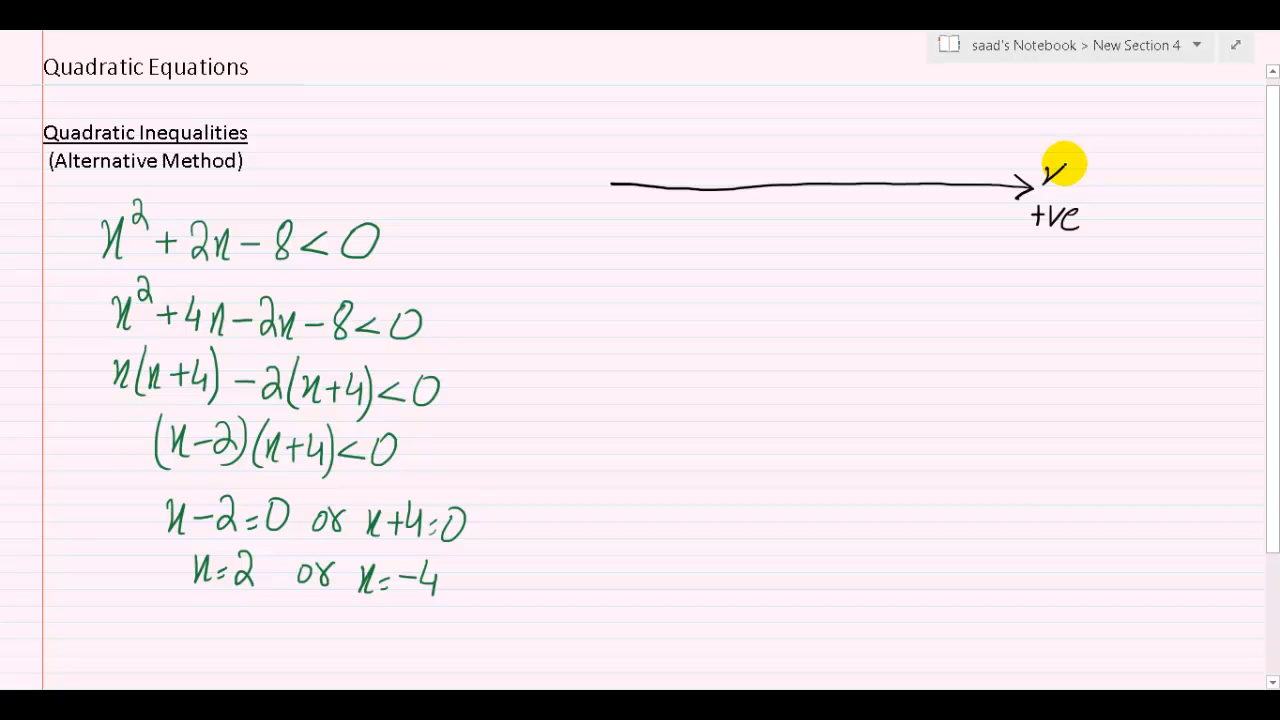 saad's Notebook > New Section 4
Quadratic Equations
Quadratic Inequalities
(Alternative Method)
x² + 2x - 8 < 0
x² + 4x - 2x - 8 < 0
x(x+4) - 2(x+4) < 0
(x-2)(x+4) < 0
x - 2 = 0 or x + 4 = 0
x = 2 or x = -4
+ve